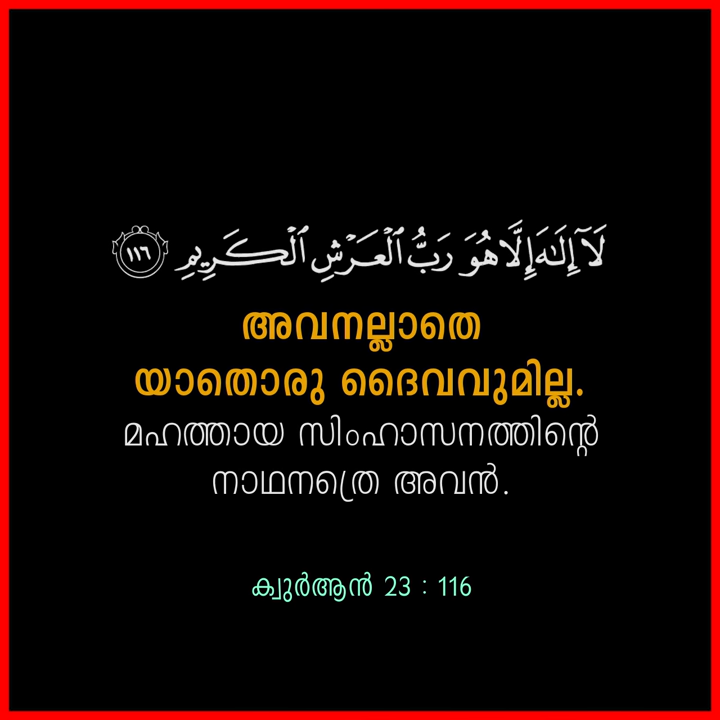 لَآ إِلَـٰهَ إِلَّا هُوَ رَبُّ ٱلْعَرْشِ ٱلْكَرِيمِ ١١٦
അവനല്ലാതെ
യാതൊരു ദൈവവുമില്ല.
മഹത്തായ സിംഹാസനത്തിന്റെ
നാഥനത്രെ അവൻ.
ക്വുർആൻ 23 : 116